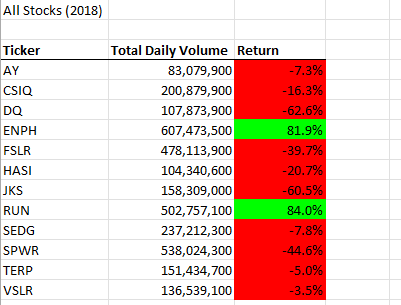 All Stocks (2018)
Ticker Total Daily Volume Return
AY 83,079,900 -7.3%
CSIQ 200,879,900 -16.3%
DQ 107,873,900 -62.6%
ENPH 607,473,500 81.9%
FSLR 478,113,900 -39.7%
HASI 104,340,600 -20.7%
JKS 158,309,000 -60.5%
RUN 502,757,100 84.0%
SEDG 237,212,300 -7.8%
SPWR 538,024,300 -44.6%
TERP 151,434,700 -5.0%
VSLR 136,539,100 -3.5%